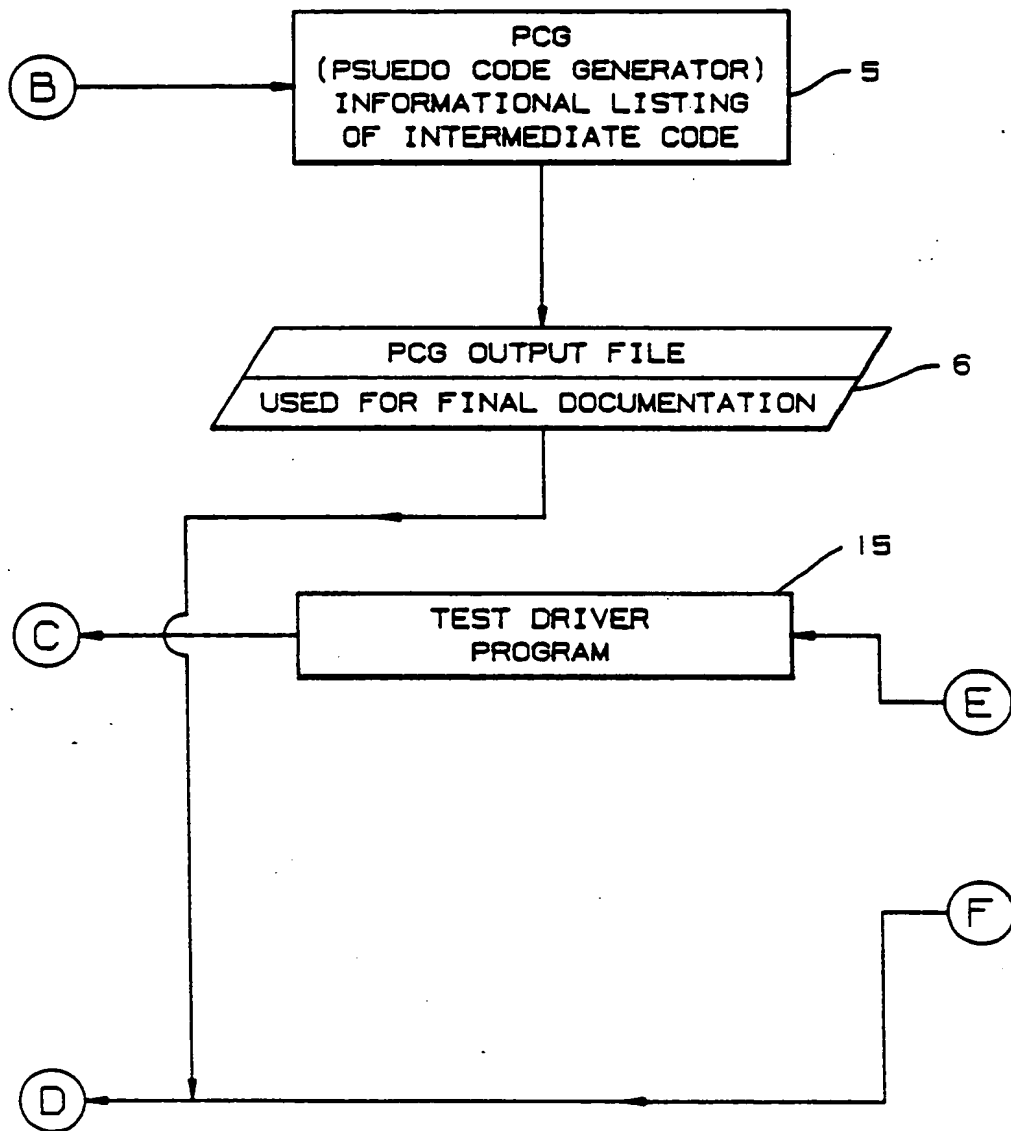 PCG
(PSUEDO CODE GENERATOR)
INFORMATIONAL LISTING
OF INTERMEDIATE CODE
5
B
PCG OUTPUT FILE
USED FOR FINAL DOCUMENTATION
6
15
C
TEST DRIVER
PROGRAM
E
F
D